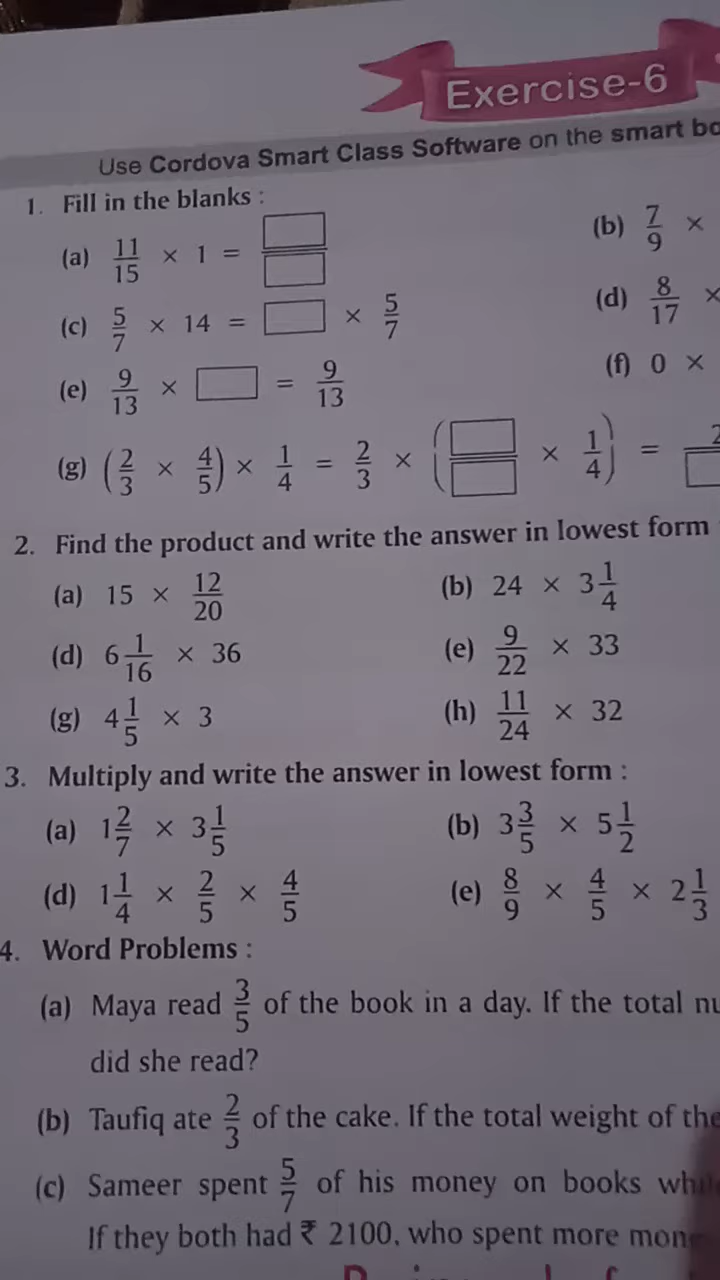 Exercise-6
Use Cordova Smart Class Software on the smart
1. Fill in the blanks :
(a) 11/15 × 1 =
(b) 7/9 ×
(c) 5/7 × 14 = × 5/7
(d) 8/17 ×
(e) 9/13 × = 9/13
(f) 0 ×
(g) (2/3 × 4/5) × 1/4 = 2/3 × ( × 1/4) =
2. Find the product and write the answer in lowest form
(a) 15 × 12/20 (b) 24 × 3 1/4
(d) 6 1/16 × 36 (e) 9/22 × 33
(g) 4 1/5 × 3 (h) 11/24 × 32
3. Multiply and write the answer in lowest form :
(a) 1 2/7 × 3 1/5 (b) 3 3/5 × 5 1/2
(d) 1 1/4 × 2/5 × 4/5 (e) 8/9 × 4/5 × 2 1/3
4. Word Problems :
(a) Maya read 3/5 of the book in a day. If the total
did she read?
(b) Taufiq ate 2/3 of the cake. If the total weight of the
(c) Sameer spent 5/7 of his money on books
If they both had ₹ 2100, who spent more